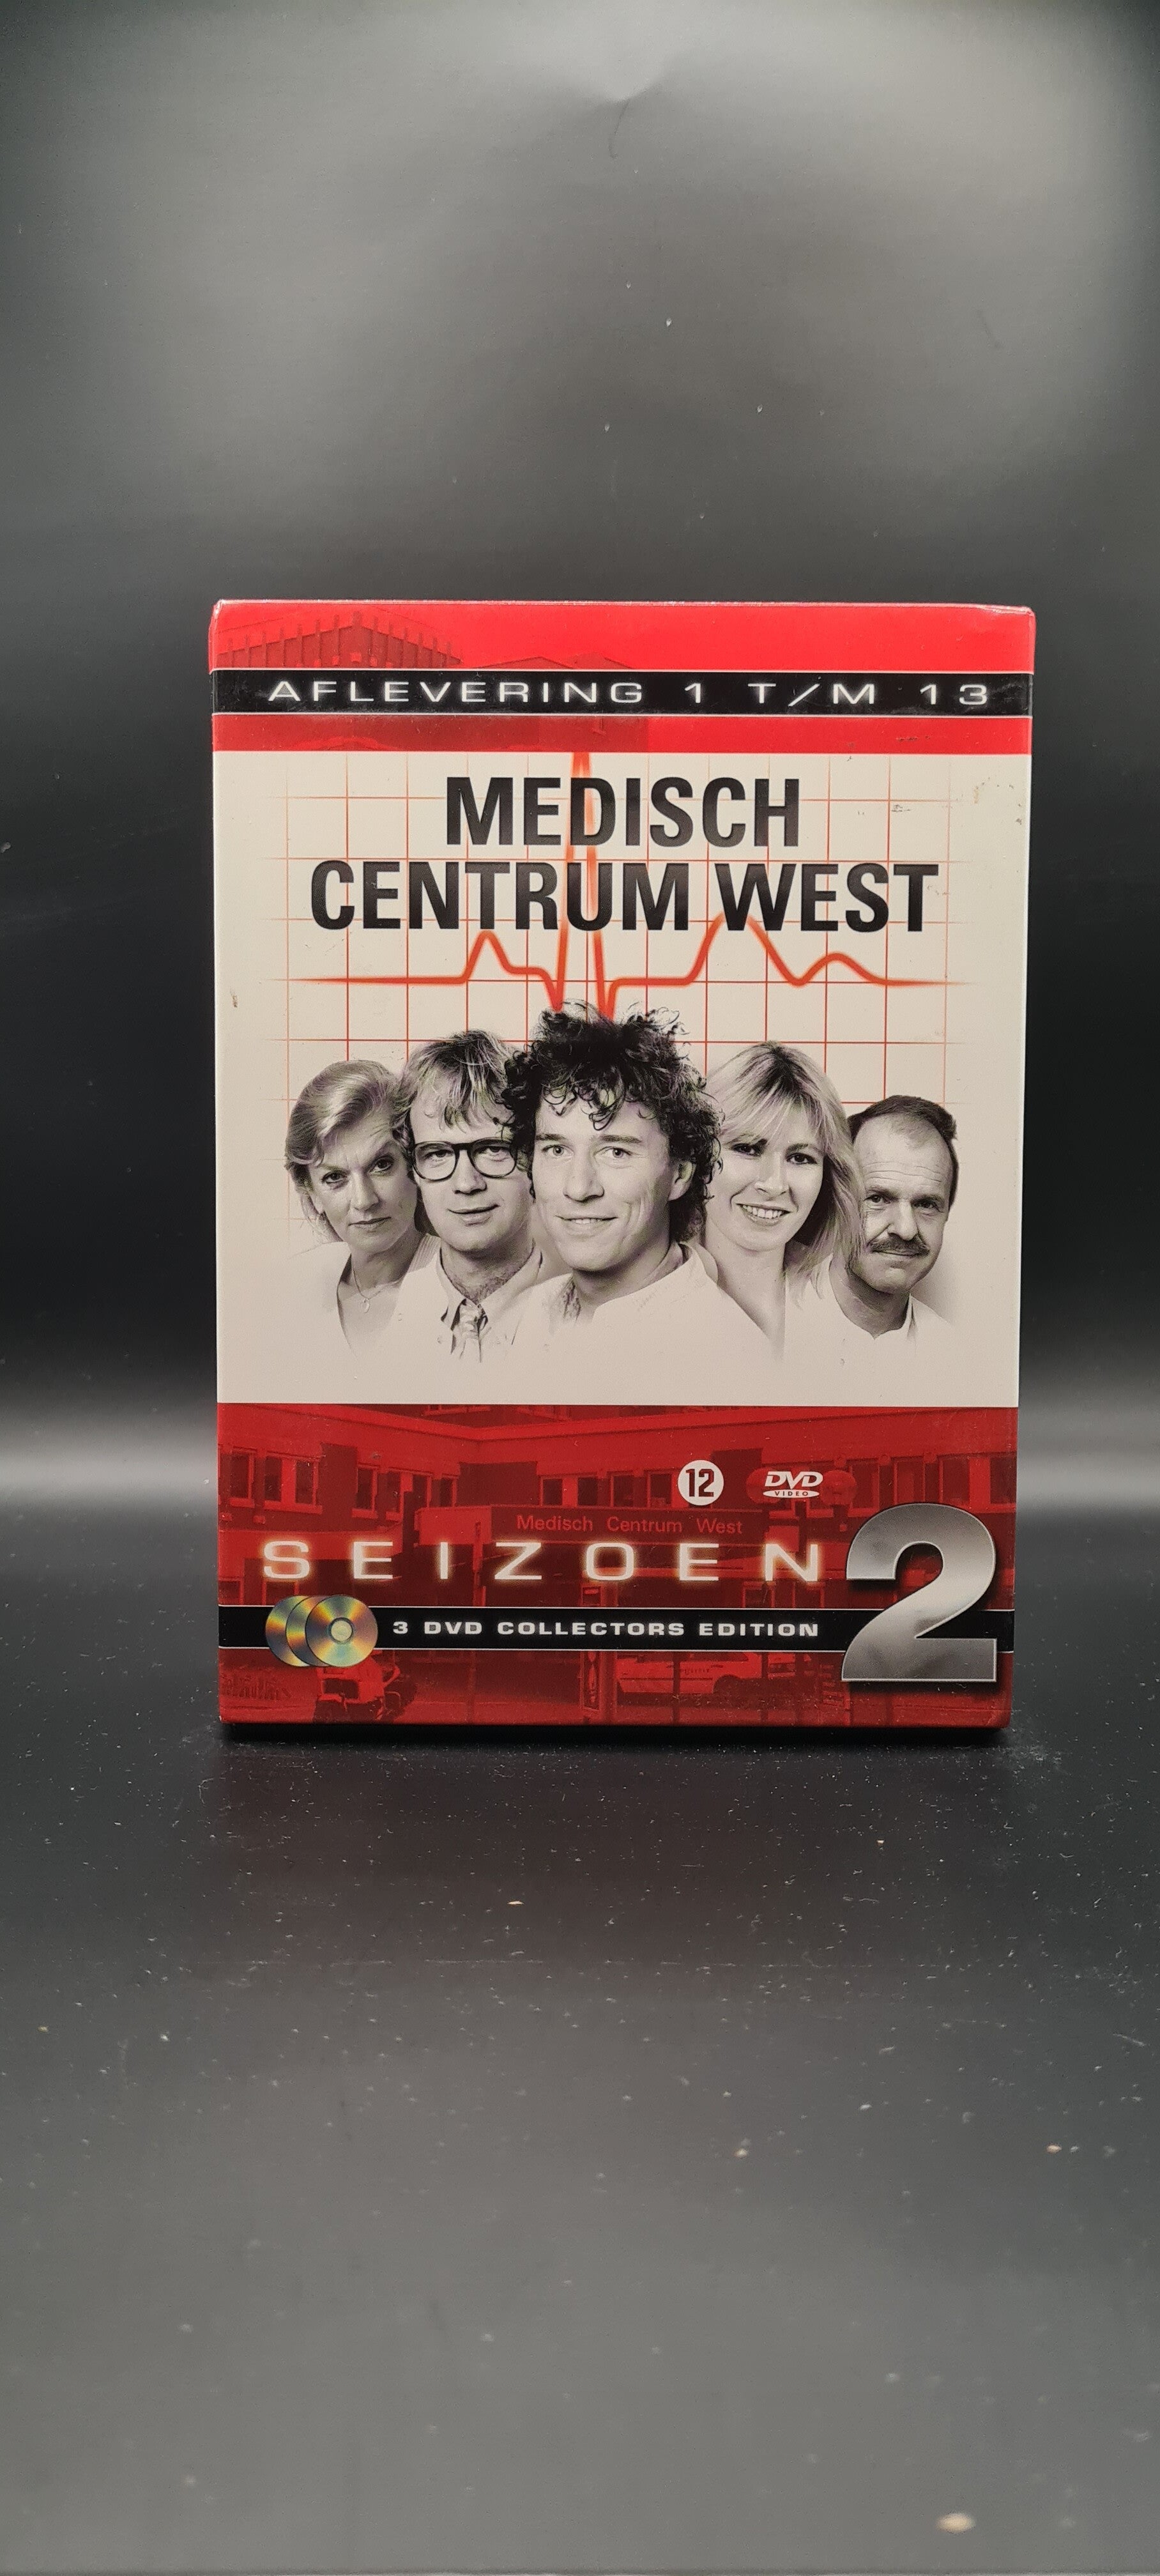 AFLEVERING 1 T/M 13
MEDISCH
CENTRUM WEST
12
DVD
VIDEO
Medisch Centrum West
SEIZOEN 2
3 DVD COLLECTORS EDITION